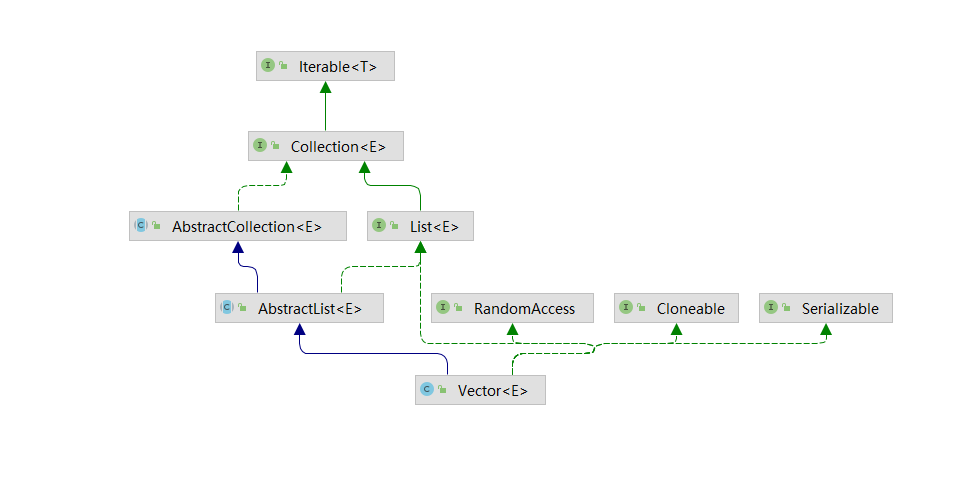 I Iterable<T>
I Collection<E>
C AbstractCollection<E>
I List<E>
C AbstractList<E>
I RandomAccess
I Cloneable
I Serializable
C Vector<E>